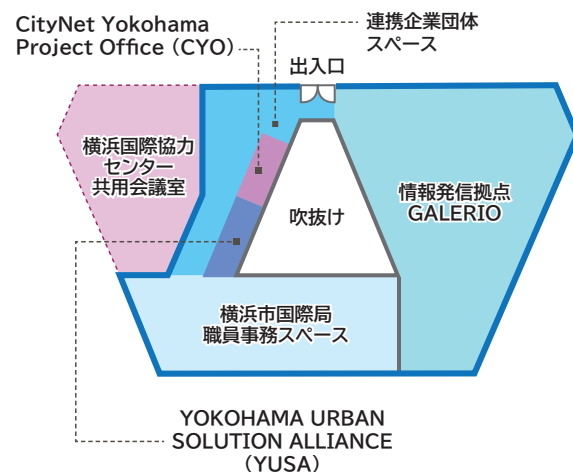 CityNet Yokohama
Project Office（CYO）
連携企業団体
スペース
出入口
横浜国際協力
センター
共用会議室
吹抜け
情報発信拠点
GALERIO
横浜市国際局
職員事務スペース
YOKOHAMA URBAN
SOLUTION ALLIANCE
（YUSA）